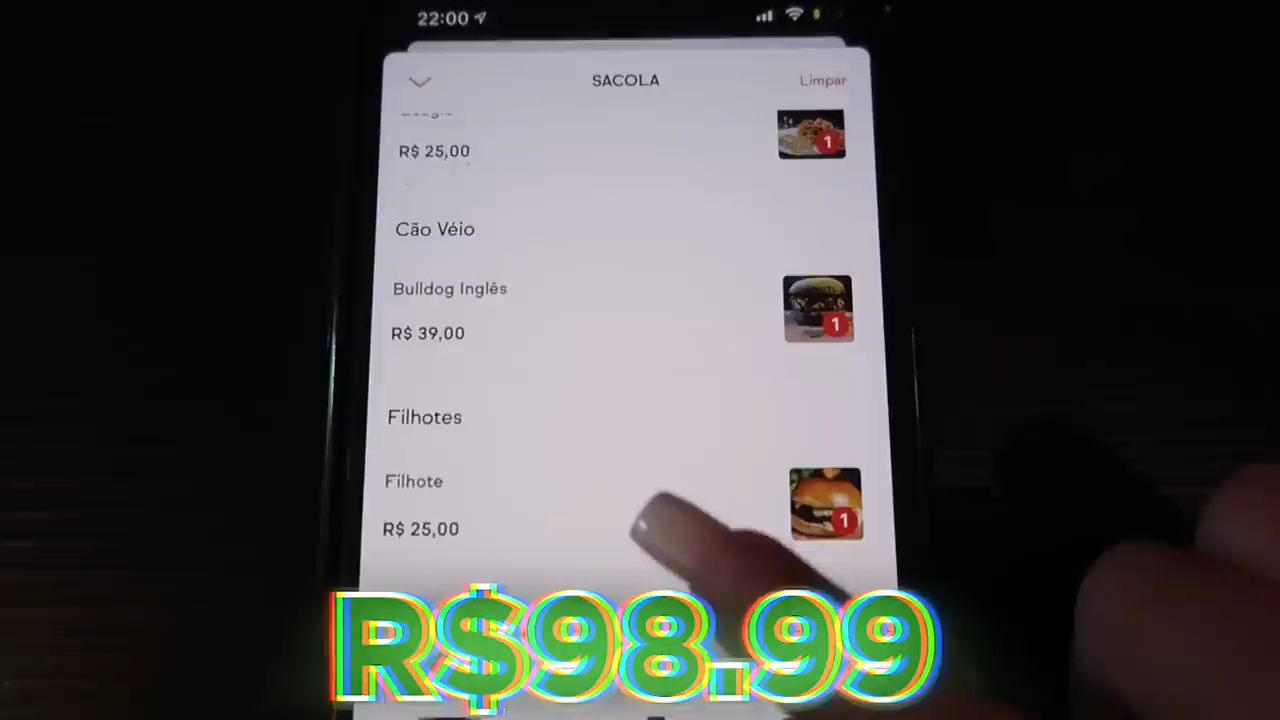 22:00
SACOLA
Limpar
R$ 25,00
1
Cão Véio
Bulldog Inglês
R$ 39,00
1
Filhotes
Filhote
R$ 25,00
1
R$98.99